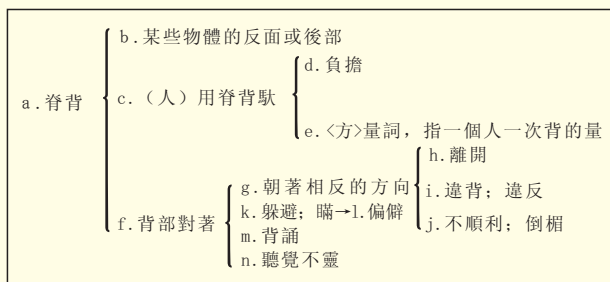 a.脊背
b.某些物體的反面或後部
c.（人）用脊背馱
d.負擔
e.<方>量詞，指一個人一次背的量
f.背部對著
g.朝著相反的方向
h.離開
i.違背；違反
j.不順利；倒楣
k.躲避；瞞→l.偏僻
m.背誦
n.聽覺不靈